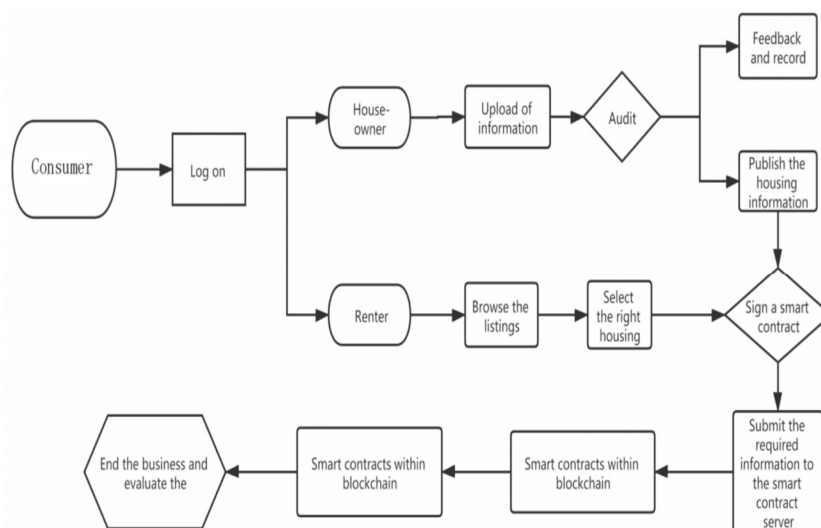 Consumer
Log on
House-
owner
Upload of
information
Audit
Feedback
and record
Publish the
housing
information
Renter
Browse the
listings
Select
the right
housing
Sign a smart
contract
Submit the
required
information to
the smart
contract
server
Smart contracts within
blockchain
Smart contracts within
blockchain
End the business and
evaluate the